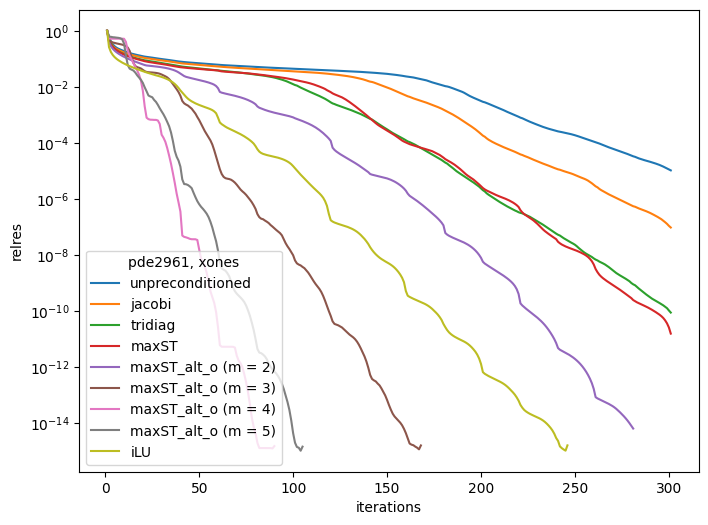 10^0
10^−2
10^−4
10^−6
10^−8
10^−10
10^−12
10^−14
relres
pde2961, xones
unpreconditioned
jacobi
tridiag
maxST
maxST_alt_o (m = 2)
maxST_alt_o (m = 3)
maxST_alt_o (m = 4)
maxST_alt_o (m = 5)
iLU
0 50 100 150 200 250 300
iterations